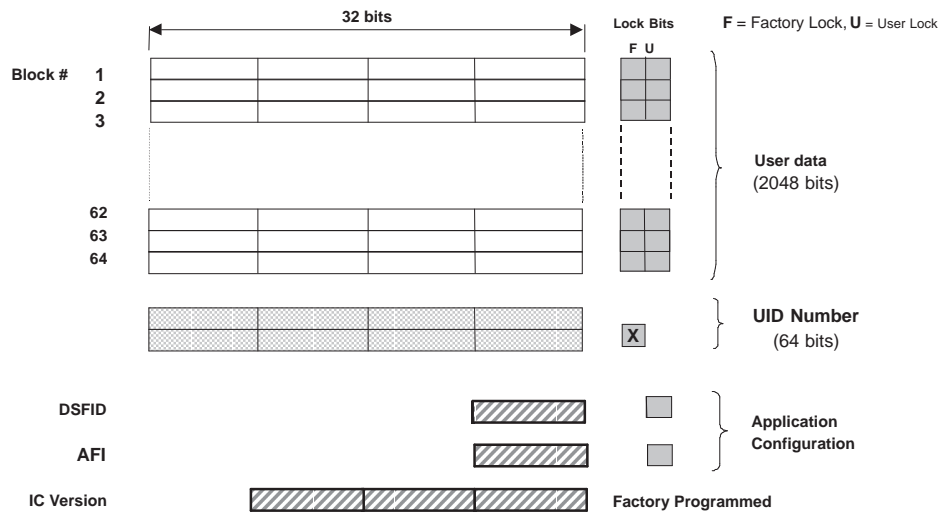 32 bits
Lock Bits
F = Factory Lock, U = User Lock
F U
Block #
1
2
3
User data
(2048 bits)
62
63
64
UID Number
(64 bits)
X
DSFID
AFI
Application
Configuration
IC Version
Factory Programmed